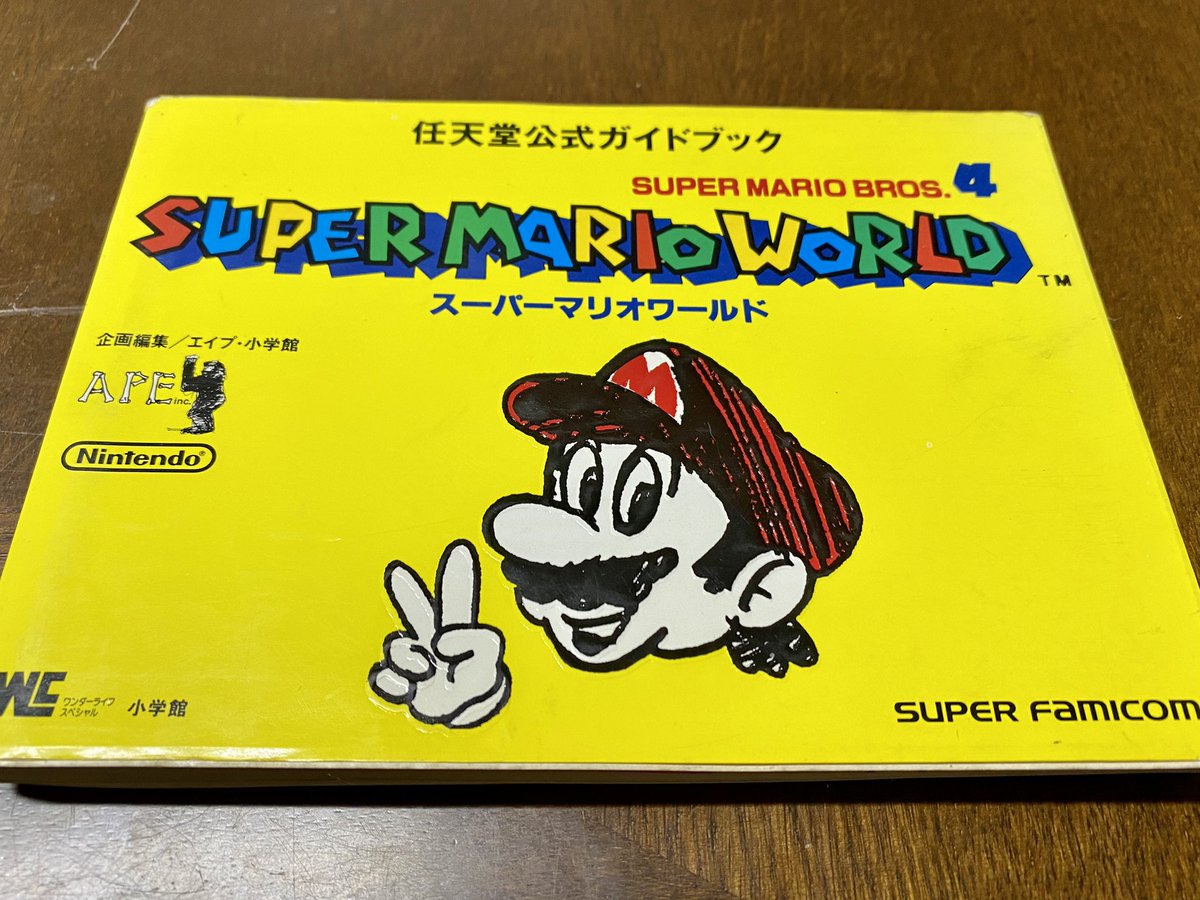 任天堂公式ガイドブック
SUPER MARIO BROS. 4
SUPER MARIO WORLD TM
スーパーマリオワールド
企画編集/エイプ・小学館
APE inc.
Nintendo®
M
ワンダーライフ
スペシャル
小学館
SUPER FAMICOM